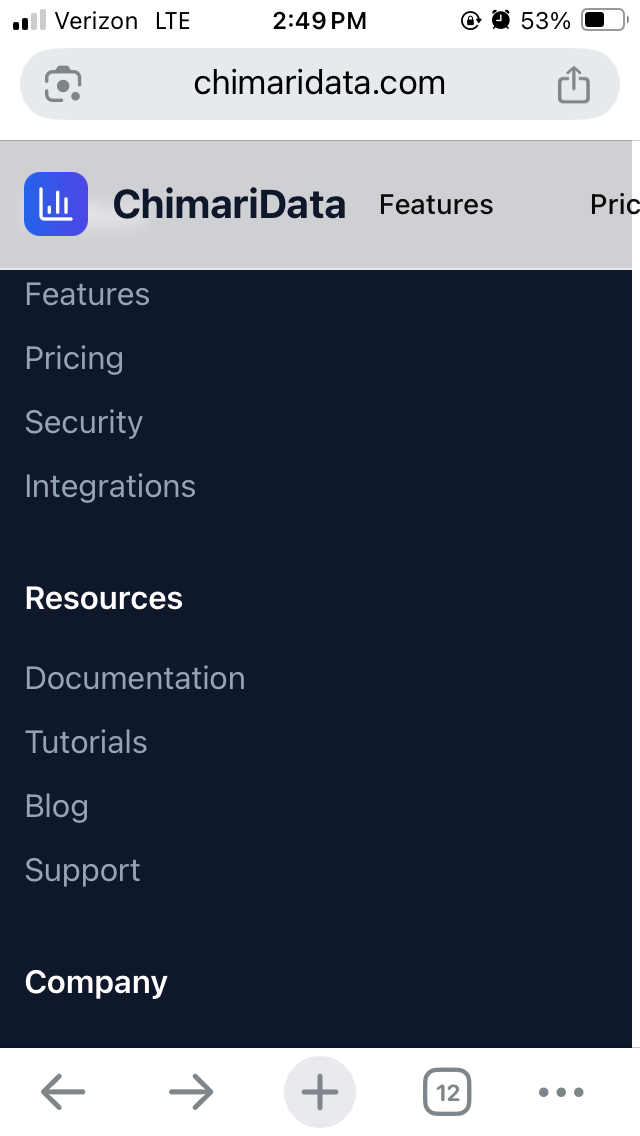 Verizon LTE 2:49 PM 53%
chimaridata.com
ChimariData Features Pric
Features
Pricing
Security
Integrations
Resources
Documentation
Tutorials
Blog
Support
Company
12